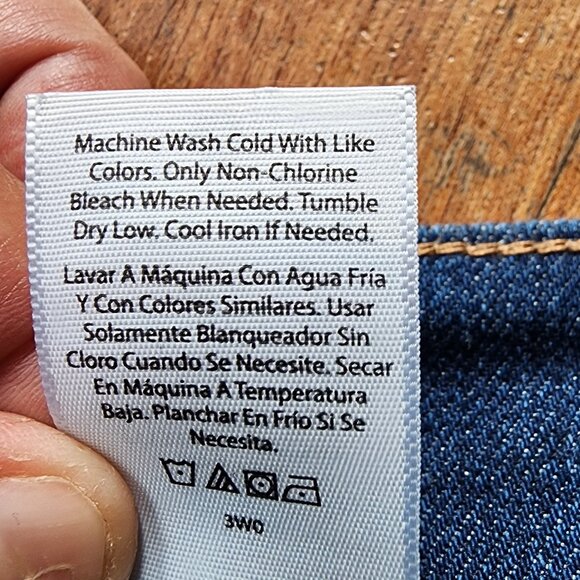 Machine Wash Cold With Like
Colors. Only Non-Chlorine
Bleach When Needed. Tumble
Dry Low. Cool Iron If Needed.
Lavar A Máquina Con Agua Fría
Y Con Colores Similares. Usar
Solamente Blanqueador Sin
Cloro Cuando Se Necesite. Secar
En Máquina A Temperatura
Baja. Planchar En Frío Si Se
Necesita.
3W0